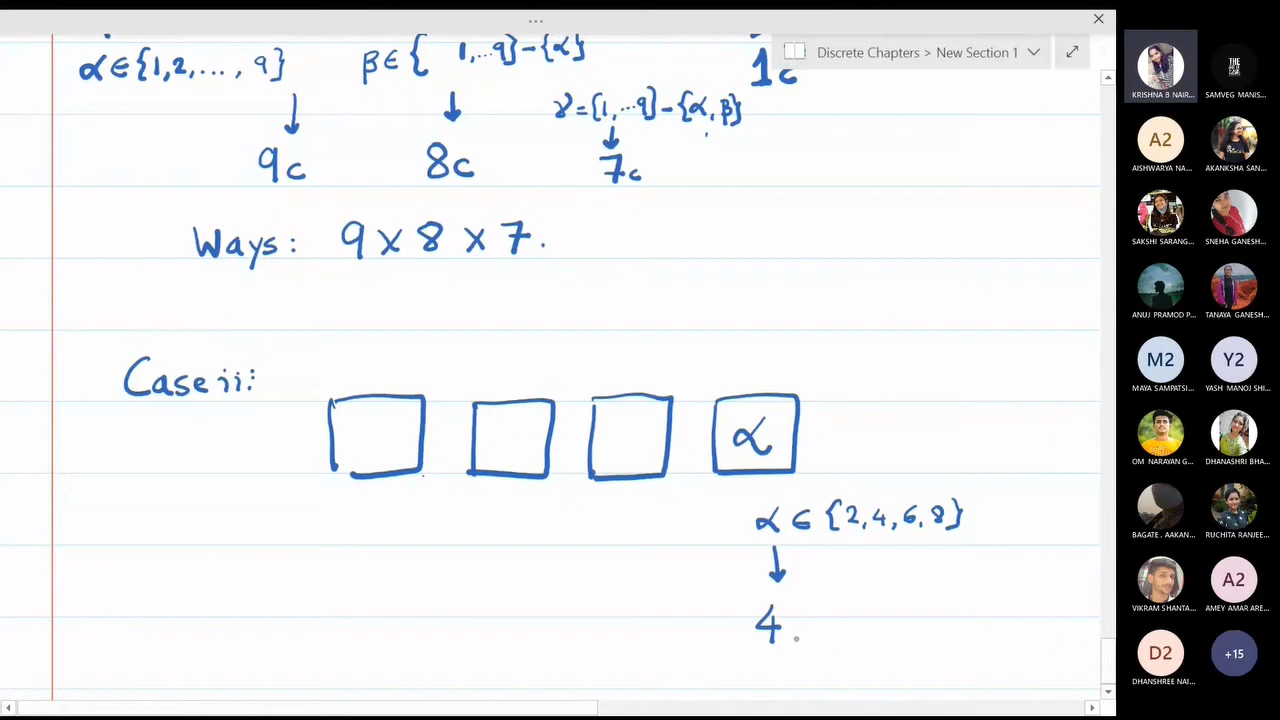 Discrete Chapters > New Section 1
α∈{1,2,..., 9}
β∈{ 1,...9}-{α}
1c
γ={1,...9}-{α, β}
9c 8c 7c
Ways: 9 x 8 x 7.
Case ii:
α
α ∈ {2,4,6,8}
4
KRISHNA B NAIR...
SAMVEG MANIS...
THE
A2
AISHWARYA NA...
AKANKSHA SAN...
SAKSHI SARANG...
SNEHA GANESH...
ANUJ PRAMOD P...
TANAYA GANESH...
M2
Y2
MAYA SAMPATSI...
YASH MANOJ SHI...
OM NARAYAN G...
DHANASHRI BHA...
BAGATE . AAKAN...
RUCHITA RANJEE...
A2
VIKRAM SHANTA...
AMEY AMAR ARE...
D2
+15
DHANSHREE NAI...